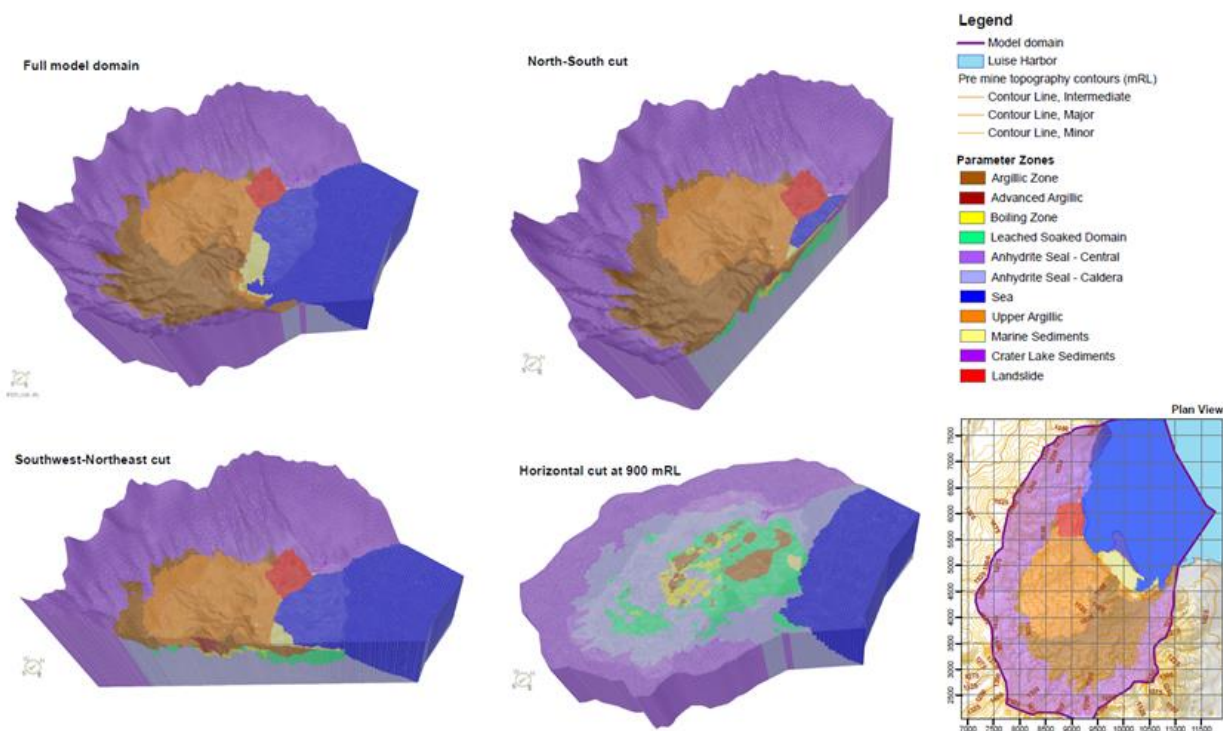 Full model domain
North-South cut
Southwest-Northeast cut
Horizontal cut at 900 mRL
Legend
Model domain
Luise Harbor
Pre mine topography contours (mRL)
Contour Line, Intermediate
Contour Line, Major
Contour Line, Minor
Parameter Zones
Argillic Zone
Advanced Argillic
Boiling Zone
Leached Soaked Domain
Anhydrite Seal - Central
Anhydrite Seal - Caldera
Sea
Upper Argillic
Marine Sediments
Crater Lake Sediments
Landslide
Plan View
7500
7000
6500
6000
5500
5000
4500
4000
3500
3000
2500
7000 7500 8000 8500 9000 9500 10000 10500 11000 11500